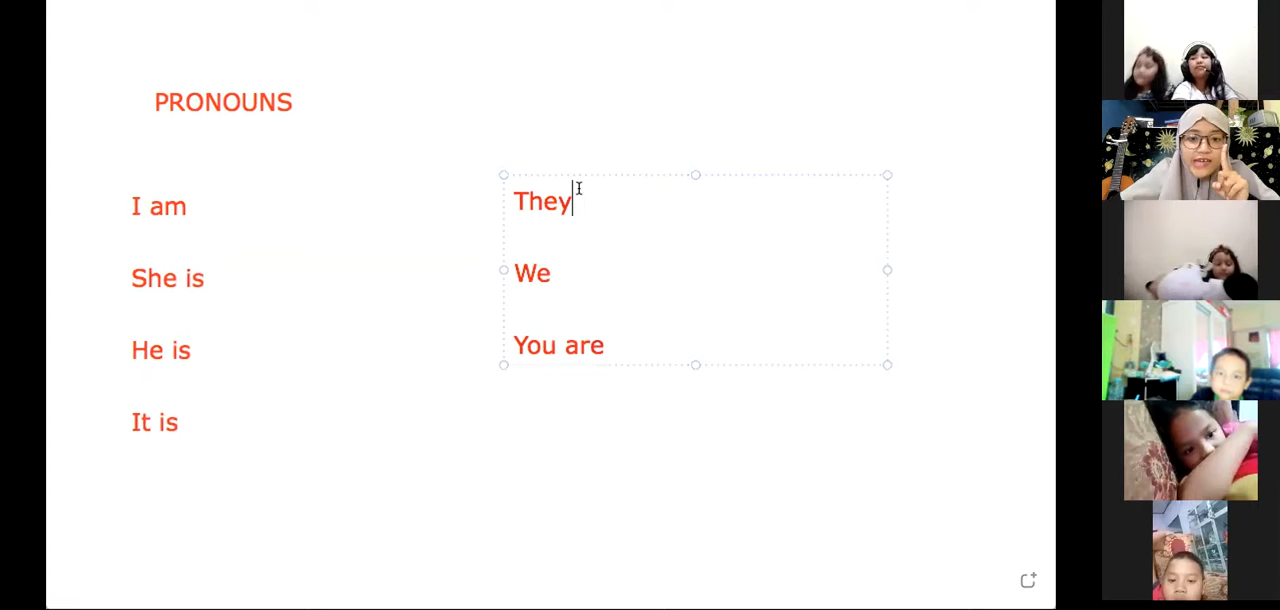 PRONOUNS
I am
She is
He is
It is
They
We
You are